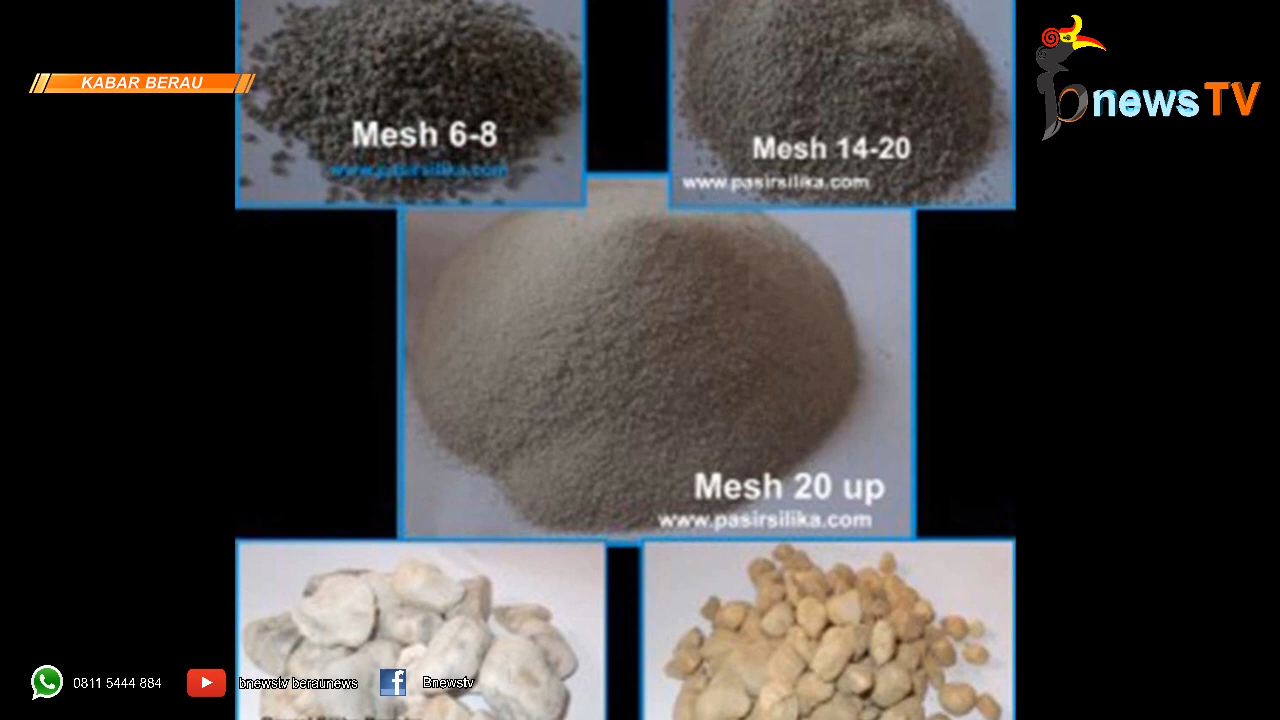 KABAR BERAU
bnews TV
Mesh 6-8
www.pasirsilika.com
Mesh 14-20
www.pasirsilika.com
Mesh 20 up
www.pasirsilika.com
0811 5444 884
bnewstv beraunews
f
Bnewstv